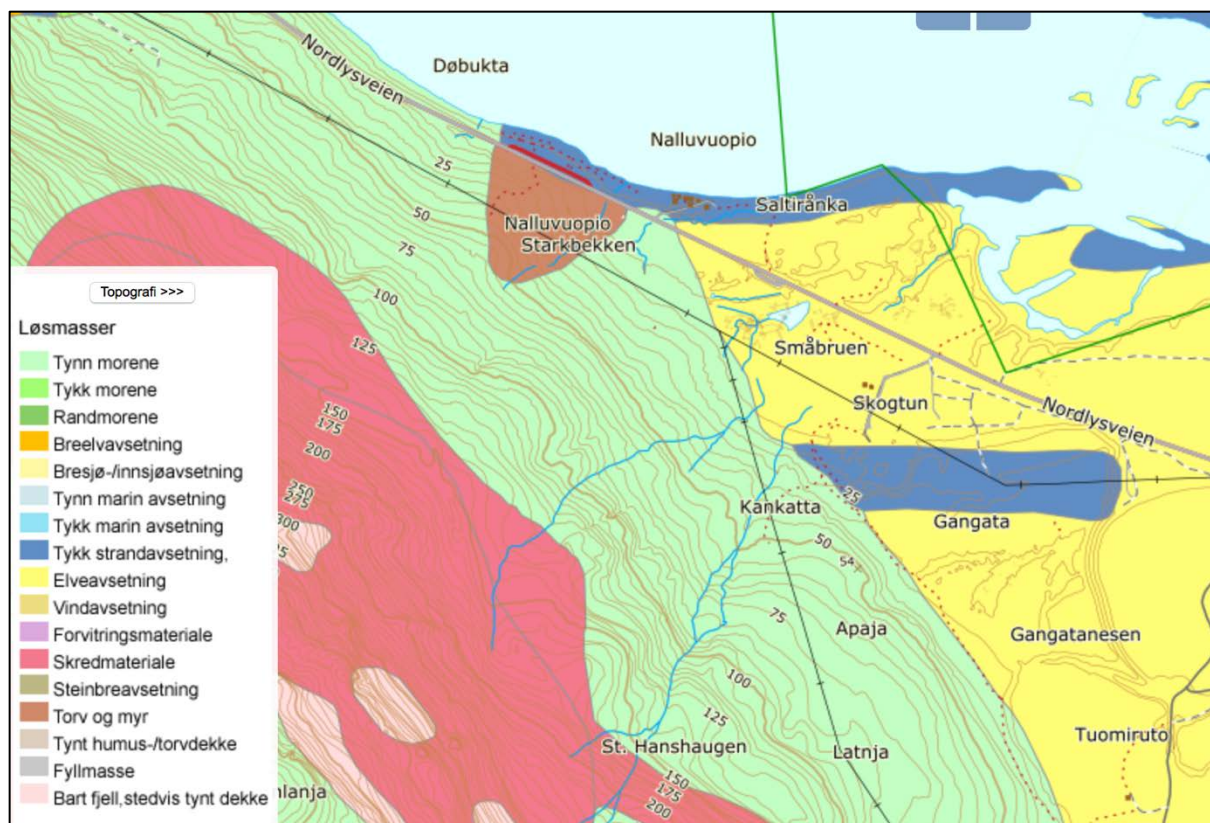 Døbukta
Nordlysveien
Nalluvuopio
25
Saltirånka
50
Nalluvuopio
Starkbekken
75
100
125
Småbruen
Skogtun
Nordlysveien
150
175
200
250
275
300
25
Kankatta
Gangata
50
54
75
Apaja
Gangatanesen
100
125
St. Hanshaugen
Latnja
Tuomiruto
150
175
200
nlanja
Topografi >>>
Løsmasser
Tynn morene
Tykk morene
Randmorene
Breelvavsetning
Bresjø-/innsjøavsetning
Tynn marin avsetning
Tykk marin avsetning
Tykk strandavsetning,
Elveavsetning
Vindavsetning
Forvitringsmateriale
Skredmateriale
Steinbreavsetning
Torv og myr
Tynt humus-/torvdekke
Fyllmasse
Bart fjell,stedvis tynt dekke